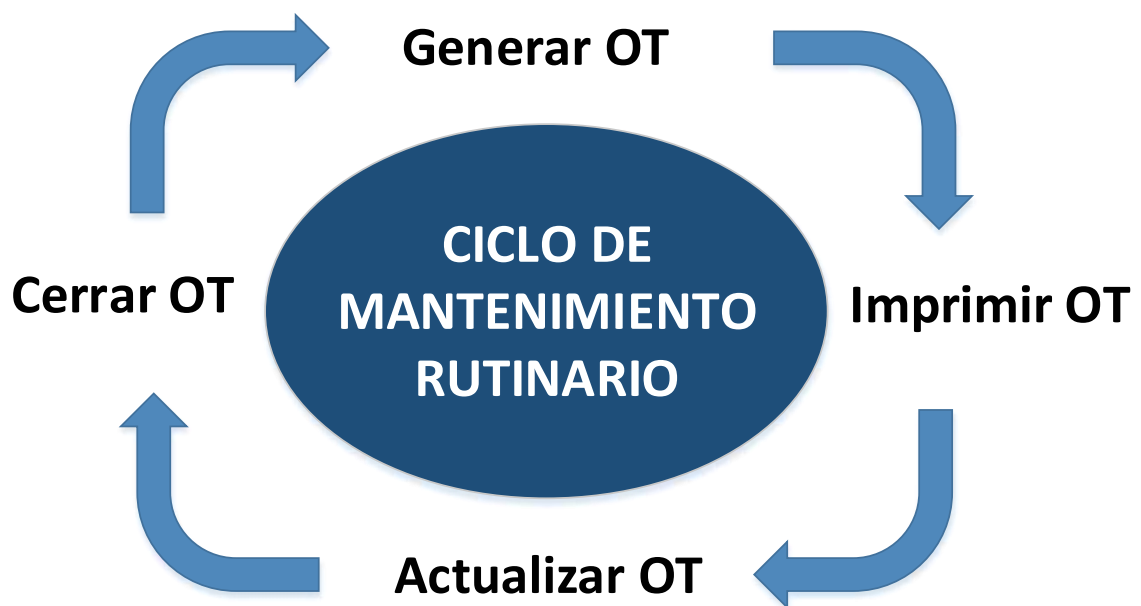 Generar OT
CICLO DE
MANTENIMIENTO
RUTINARIO
Cerrar OT
Imprimir OT
Actualizar OT